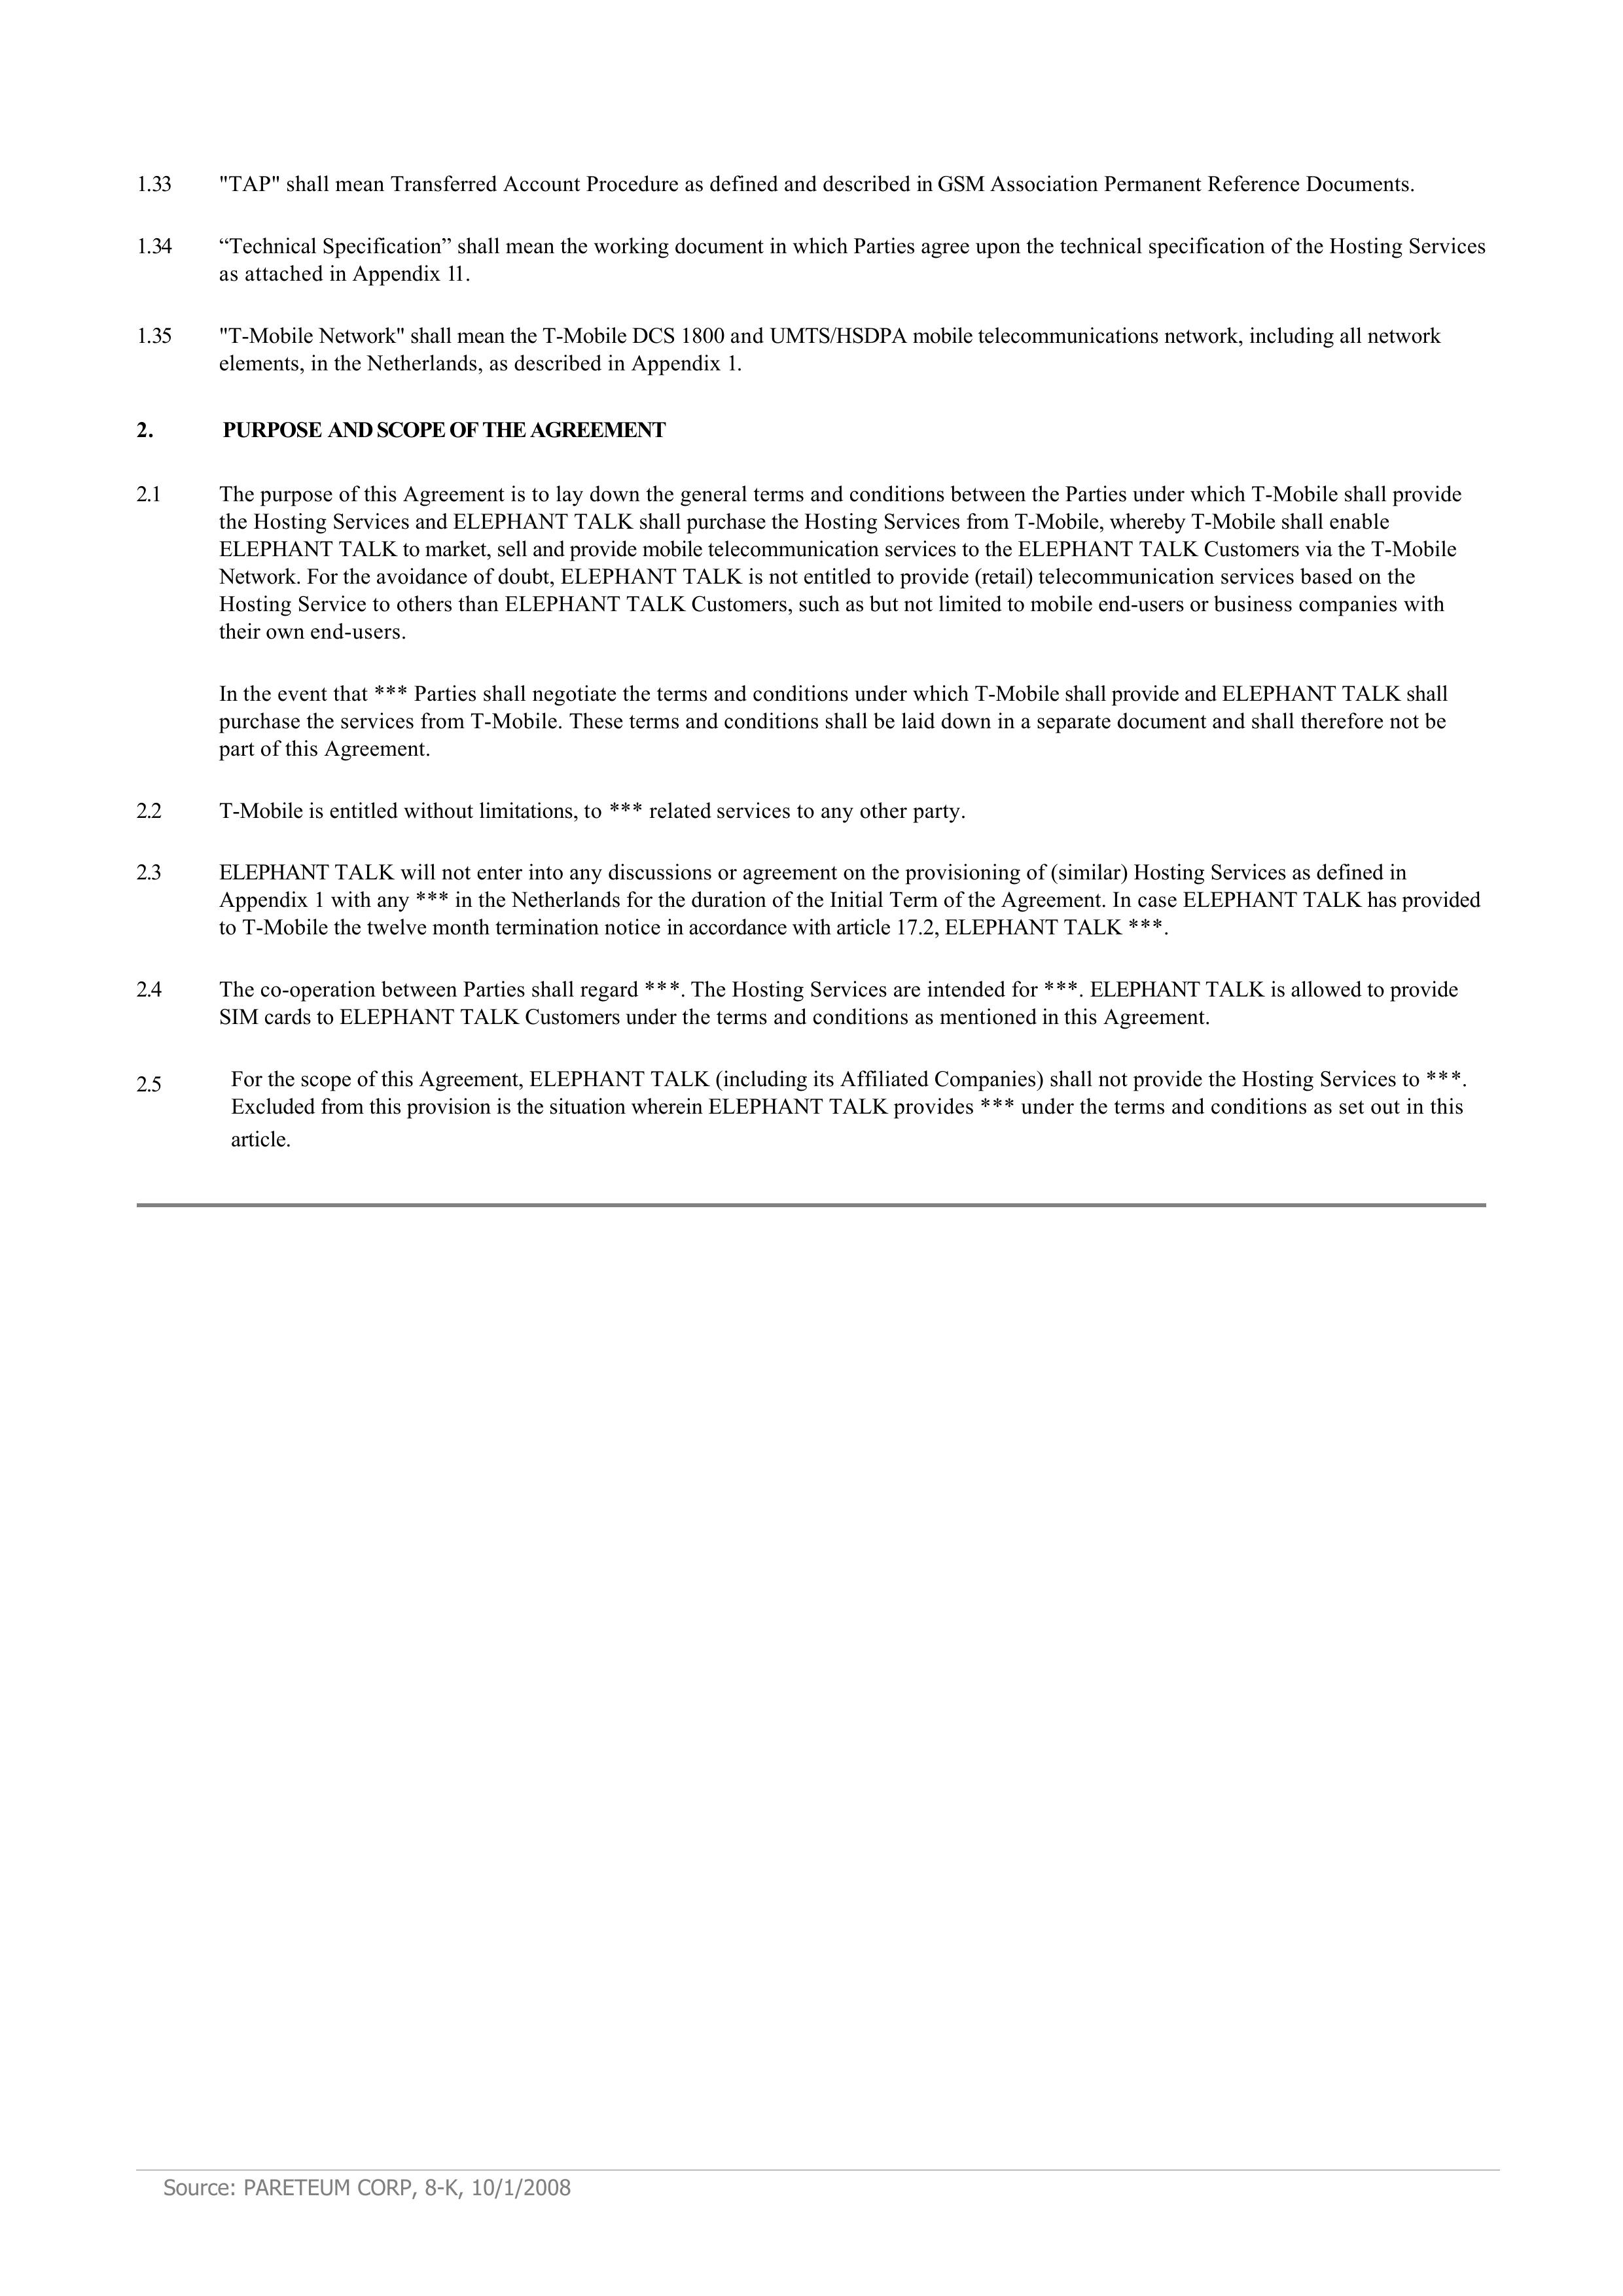 1.33 "TAP" shall mean Transferred Account Procedure as defined and described in GSM Association Permanent Reference Documents.
1.34 “Technical Specification” shall mean the working document in which Parties agree upon the technical specification of the Hosting Services
as attached in Appendix 11.
1.35 "T-Mobile Network" shall mean the T-Mobile DCS 1800 and UMTS/HSDPA mobile telecommunications network, including all network
elements, in the Netherlands, as described in Appendix 1.
2. PURPOSE AND SCOPE OF THE AGREEMENT
2.1 The purpose of this Agreement is to lay down the general terms and conditions between the Parties under which T-Mobile shall provide
the Hosting Services and ELEPHANT TALK shall purchase the Hosting Services from T-Mobile, whereby T-Mobile shall enable
ELEPHANT TALK to market, sell and provide mobile telecommunication services to the ELEPHANT TALK Customers via the T-Mobile
Network. For the avoidance of doubt, ELEPHANT TALK is not entitled to provide (retail) telecommunication services based on the
Hosting Service to others than ELEPHANT TALK Customers, such as but not limited to mobile end-users or business companies with
their own end-users.
In the event that *** Parties shall negotiate the terms and conditions under which T-Mobile shall provide and ELEPHANT TALK shall
purchase the services from T-Mobile. These terms and conditions shall be laid down in a separate document and shall therefore not be
part of this Agreement.
2.2 T-Mobile is entitled without limitations, to *** related services to any other party.
2.3 ELEPHANT TALK will not enter into any discussions or agreement on the provisioning of (similar) Hosting Services as defined in
Appendix 1 with any *** in the Netherlands for the duration of the Initial Term of the Agreement. In case ELEPHANT TALK has provided
to T-Mobile the twelve month termination notice in accordance with article 17.2, ELEPHANT TALK ***.
2.4 The co-operation between Parties shall regard ***. The Hosting Services are intended for ***. ELEPHANT TALK is allowed to provide
SIM cards to ELEPHANT TALK Customers under the terms and conditions as mentioned in this Agreement.
2.5 For the scope of this Agreement, ELEPHANT TALK (including its Affiliated Companies) shall not provide the Hosting Services to ***.
Excluded from this provision is the situation wherein ELEPHANT TALK provides *** under the terms and conditions as set out in this
article.
Source: PARETEUM CORP, 8-K, 10/1/2008